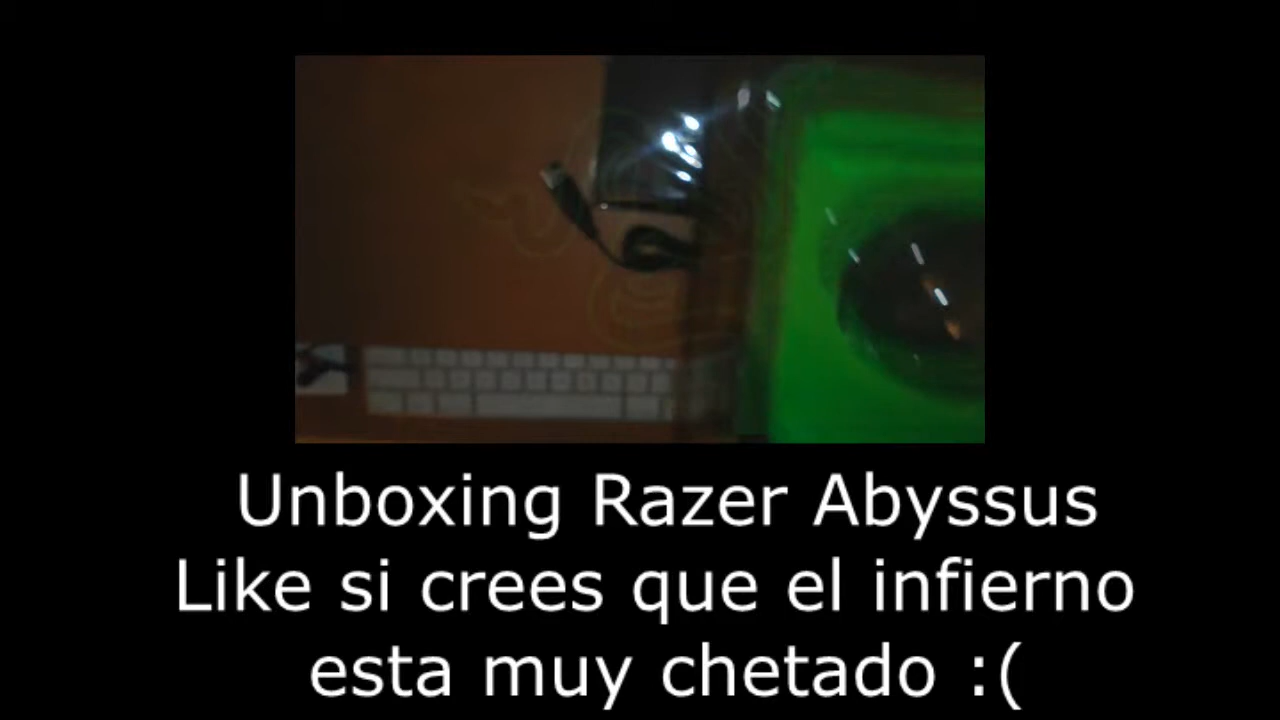 Unboxing Razer Abyssus
Like si crees que el infierno
esta muy chetado :(